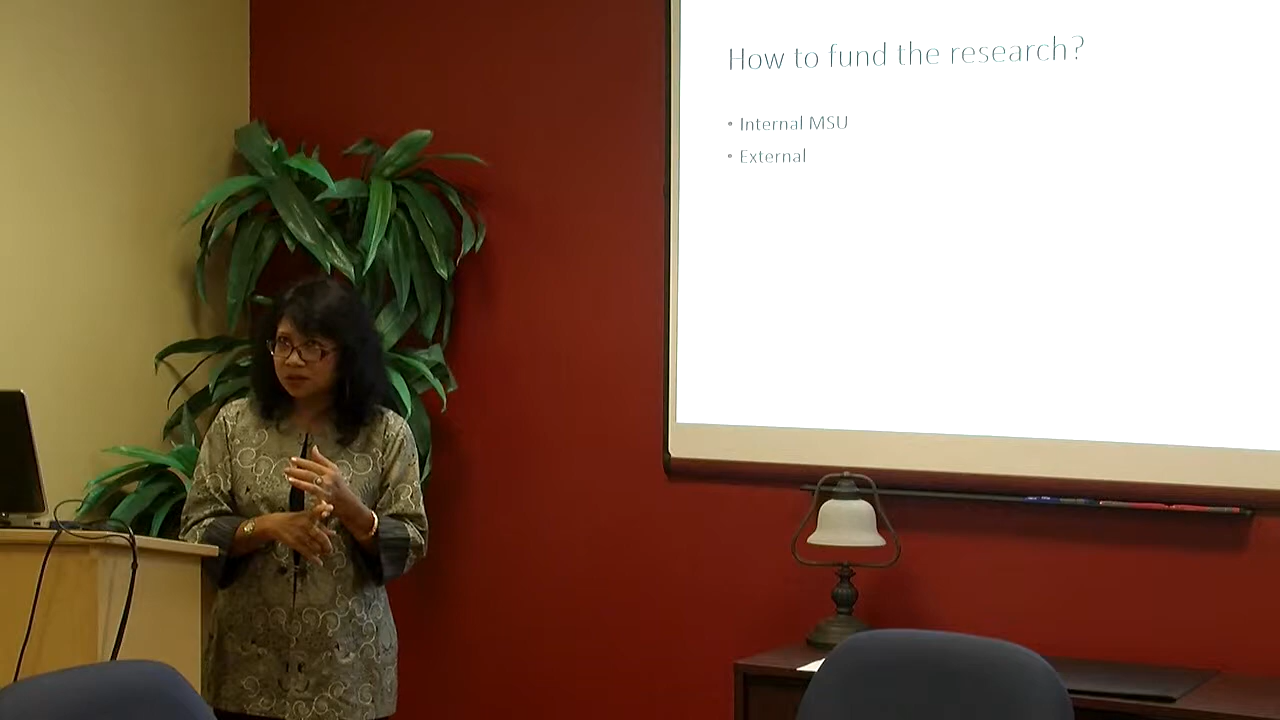 How to fund the research?
• Internal MSU
• External